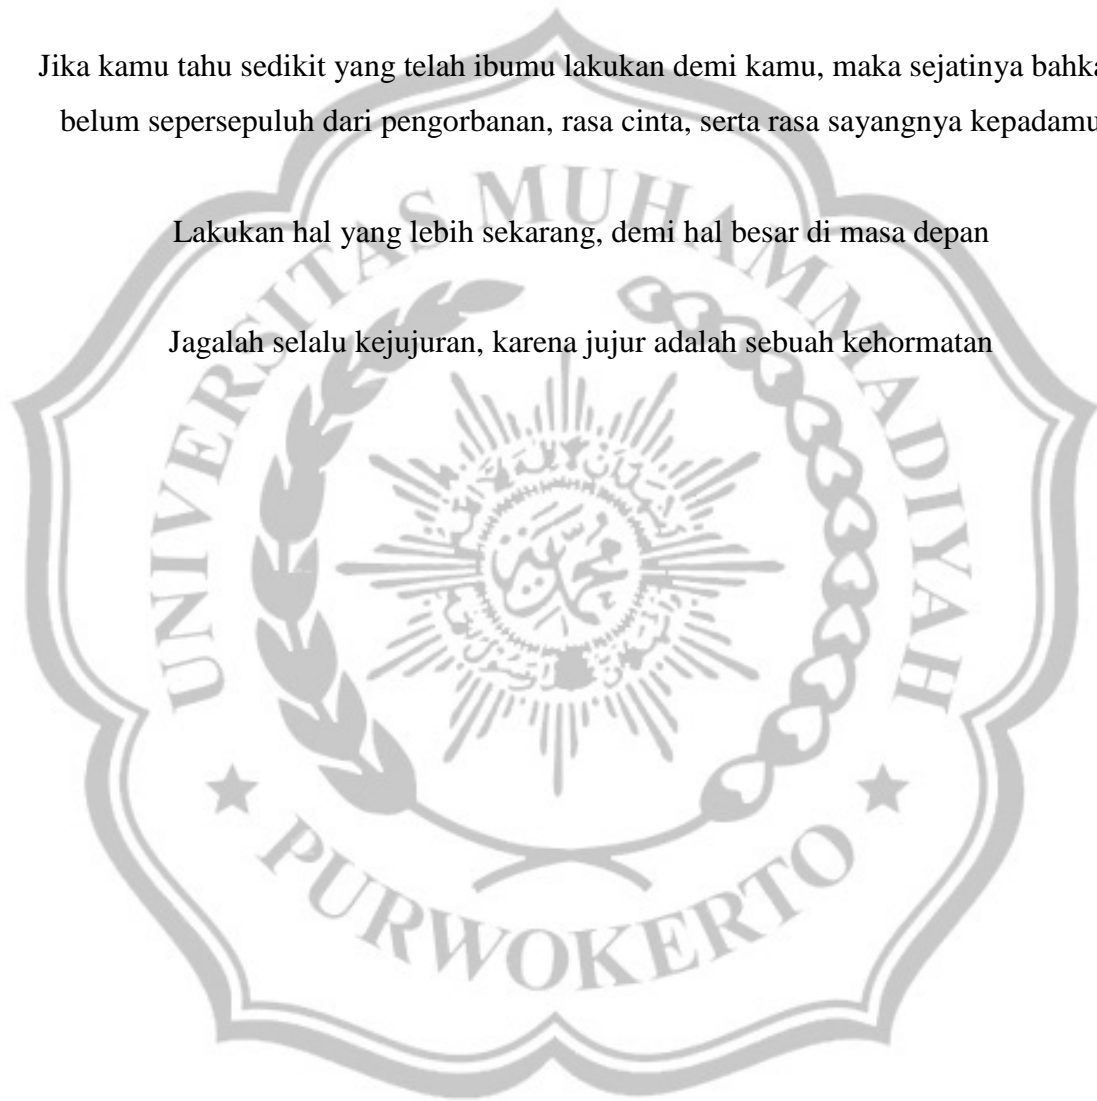 Jika kamu tahu sedikit yang telah ibumu lakukan demi kamu, maka sejatinya bahka
belum sepersepuluh dari pengorbanan, rasa cinta, serta rasa sayangnya kepadamu
Lakukan hal yang lebih sekarang, demi hal besar di masa depan
Jagalah selalu kejujuran, karena jujur adalah sebuah kehormatan
UNIVERSITAS MUHAMMADIYAH
PURWOKERTO